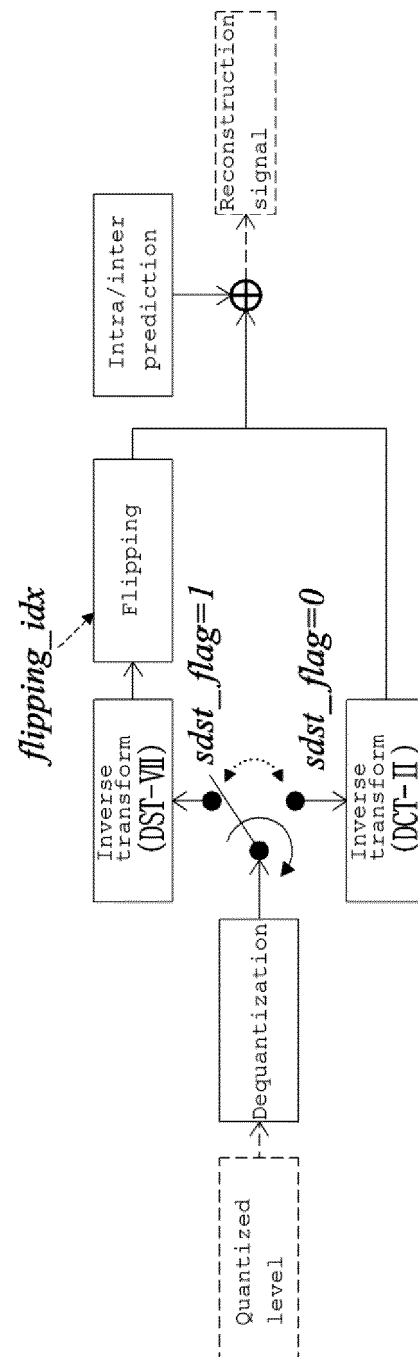 Quantized
level
Dequantization
Inverse
transform
(DST-Ⅶ)
sdst_flag=1
sdst_flag=0
Inverse
transform
(DCT-Ⅱ)
flipping_idx
Flipping
Intra/inter
prediction
Reconstruction
signal